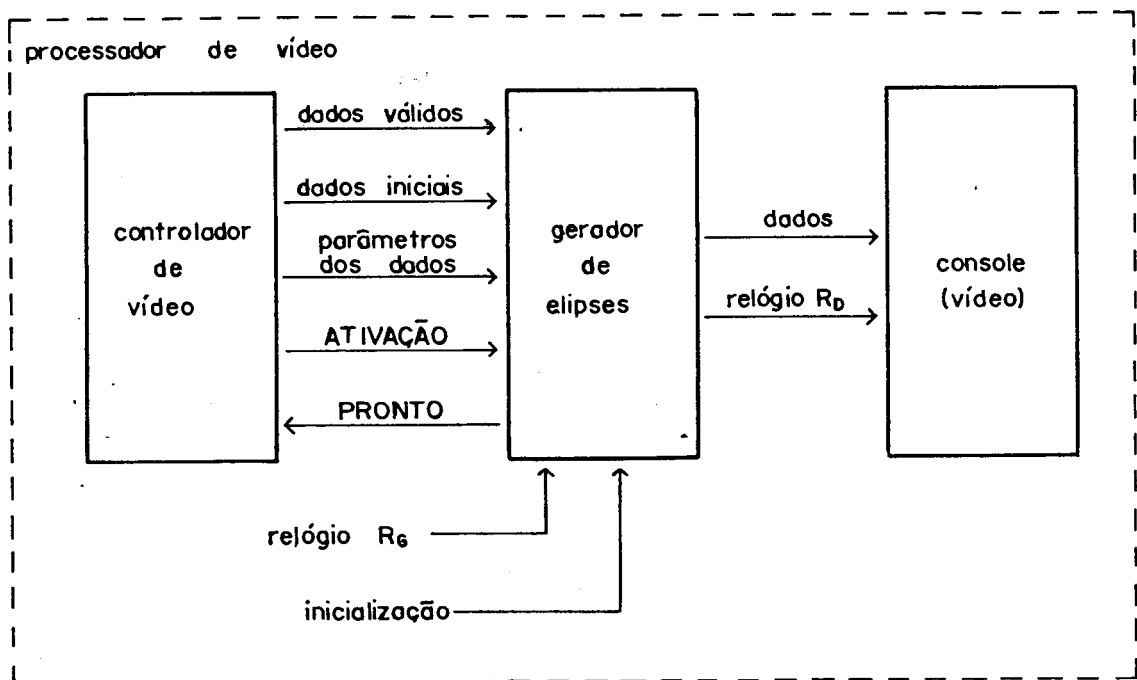 processador de vídeo
controlador
de
vídeo
dados válidos
dados iniciais
parâmetros
dos dados
ATIVAÇÃO
PRONTO
gerador
de
elipses
dados
relógio R_D
console
(vídeo)
relógio R_G
inicialização